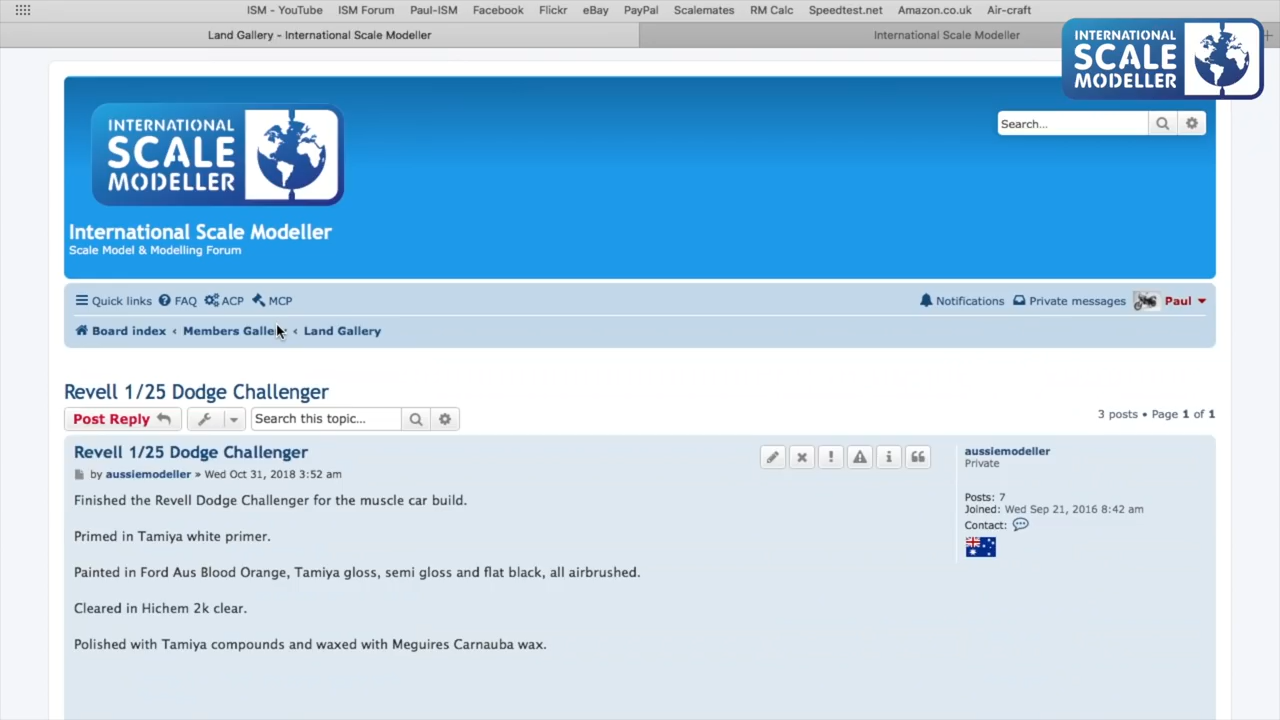 ISM - YouTube ISM Forum Paul-ISM Facebook Flickr eBay PayPal Scalemates RM Calc Speedtest.net Amazon.co.uk Air-craft
Land Gallery - International Scale Modeller International Scale Modeller
INTERNATIONAL
SCALE
MODELLER
INTERNATIONAL
SCALE
MODELLER
Search...
International Scale Modeller
Scale Model & Modelling Forum
Quick links FAQ ACP MCP Notifications Private messages Paul
Board index ‹ Members Galle ‹ Land Gallery
Revell 1/25 Dodge Challenger
Post Reply Search this topic... 3 posts • Page 1 of 1
Revell 1/25 Dodge Challenger
by aussiemodeller » Wed Oct 31, 2018 3:52 am
Finished the Revell Dodge Challenger for the muscle car build.
Primed in Tamiya white primer.
Painted in Ford Aus Blood Orange, Tamiya gloss, semi gloss and flat black, all airbrushed.
Cleared in Hichem 2k clear.
Polished with Tamiya compounds and waxed with Meguires Carnauba wax.
aussiemodeller
Private
Posts: 7
Joined: Wed Sep 21, 2016 8:42 am
Contact: